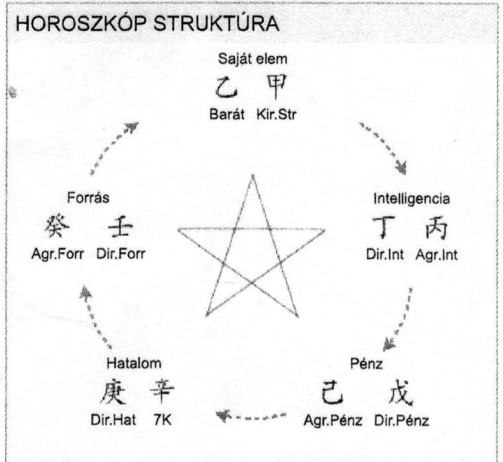 HOROSZKÓP STRUKTÚRA
Saját elem
乙 甲
Barát Kir.Str
Forrás
癸 壬
Agr.Forr Dir.Forr
Intelligencia
丁 丙
Dir.Int Agr.Int
Hatalom
庚 辛
Dir.Hat 7K
Pénz
己 戊
Agr.Pénz Dir.Pénz